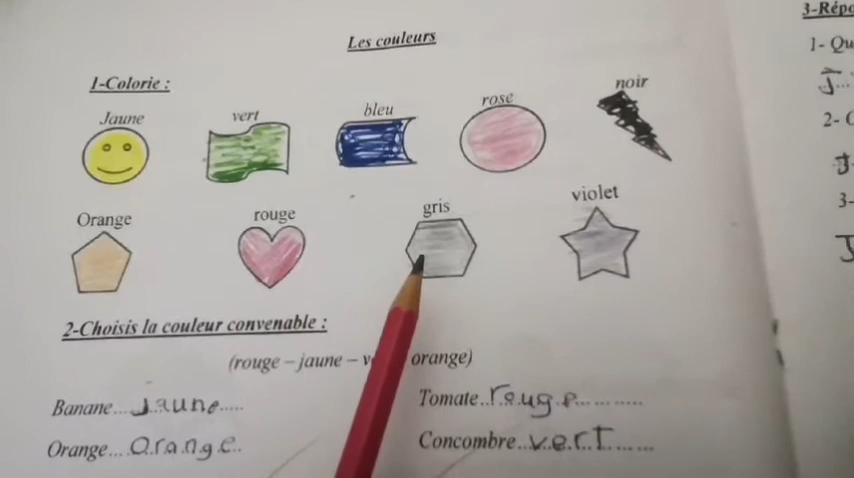 Les couleurs
1-Colorie :
Jaune vert bleu rose noir
Orange rouge gris violet
2-Choisis la couleur convenable :
(rouge – jaune – v orange)
Banane....jaune..... Tomate..rouge............
Orange....orange.. Concombre...vert.........
3-Répo
1- Qu
J...
2-
J
3-
J